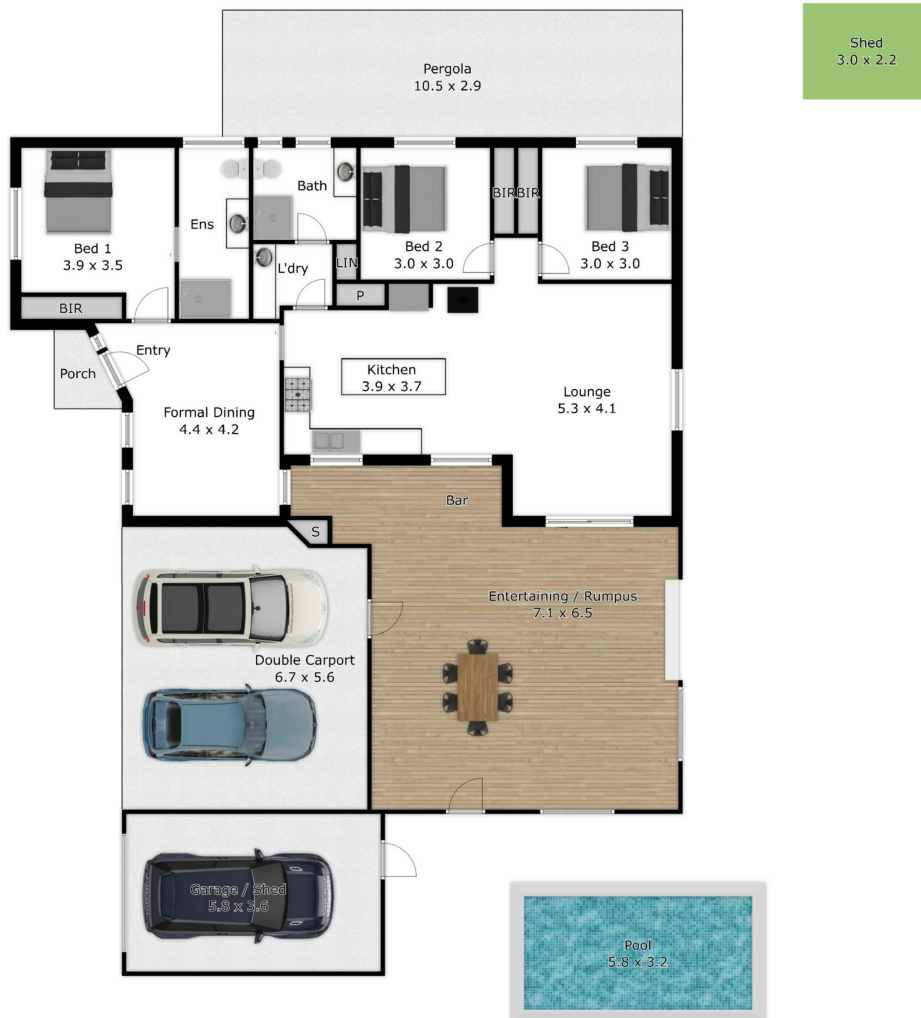 Pergola
10.5 x 2.9
Shed
3.0 x 2.2
Bed 1
3.9 x 3.5
Ens
Bath
Bed 2
3.0 x 3.0
BIR
BIR
Bed 3
3.0 x 3.0
BIR
L'dry
LIN
P
Entry
Porch
Formal Dining
4.4 x 4.2
Kitchen
3.9 x 3.7
Lounge
5.3 x 4.1
Bar
S
Entertaining / Rumpus
7.1 x 6.5
Double Carport
6.7 x 5.6
Garage / Shed
5.8 x 3.6
Pool
5.8 x 3.2